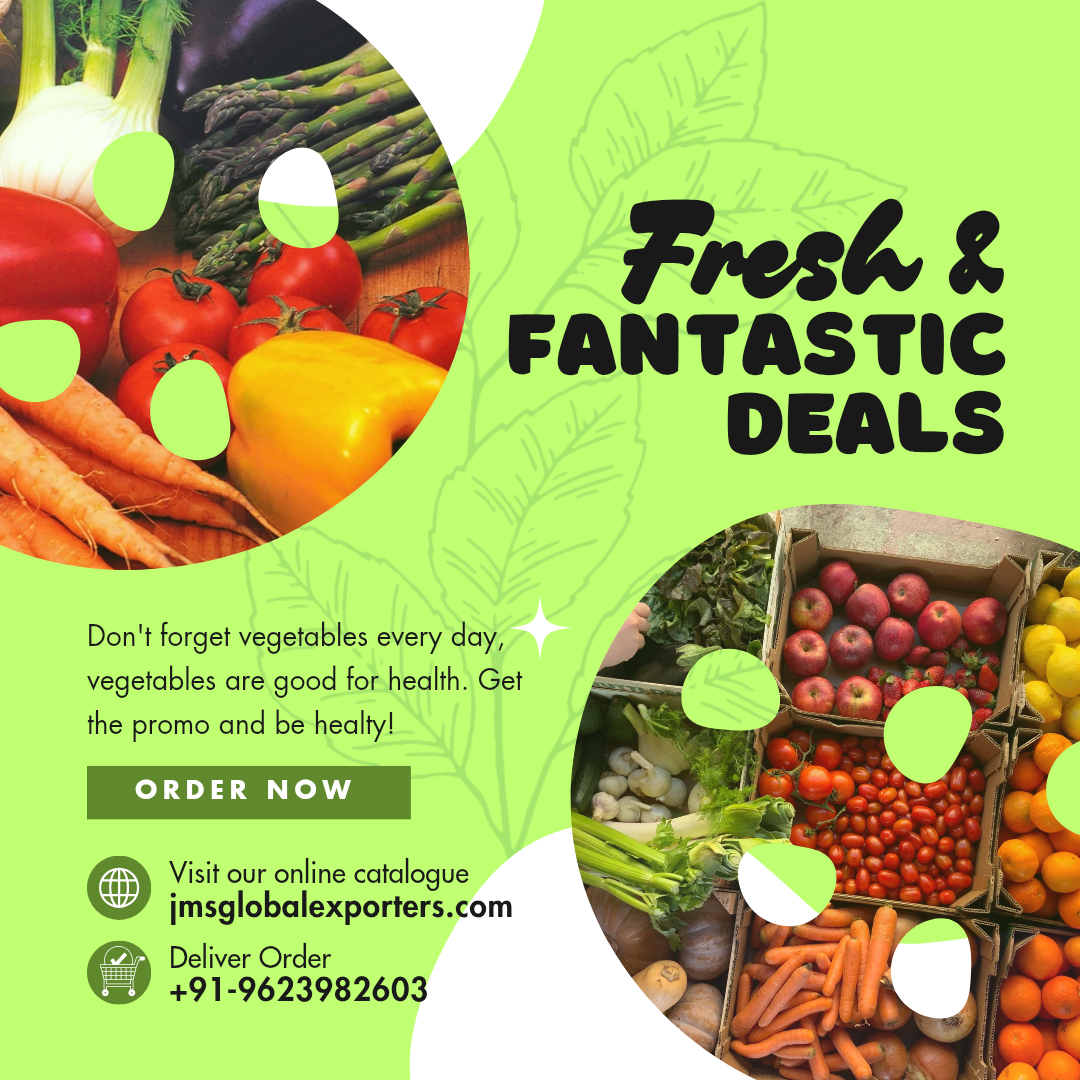 Fresh &
FANTASTIC
DEALS
Don't forget vegetables every day,
vegetables are good for health. Get
the promo and be healty!
ORDER NOW
Visit our online catalogue
jmsglobalexporters.com
Deliver Order
+91-9623982603